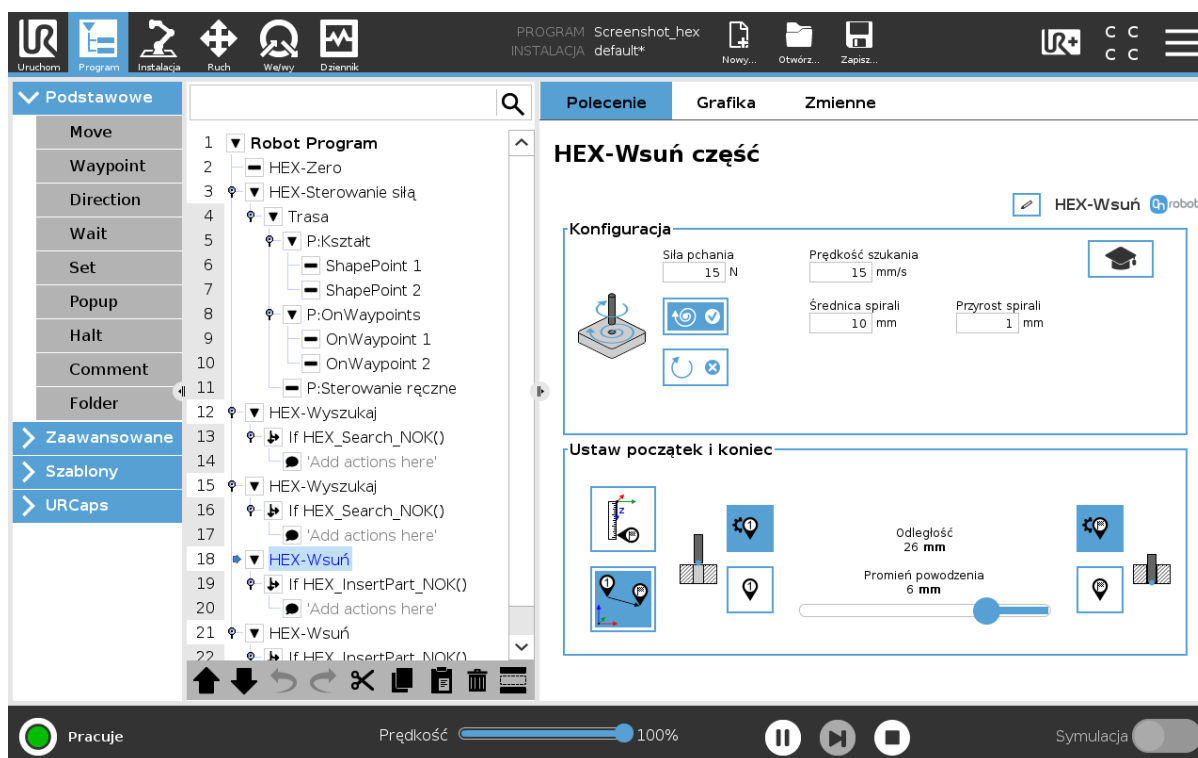 PROGRAM Screenshot_hex
INSTALACJA default*
Uruchom
Program
Instalacja
Ruch
We/wy
Dziennik
Nowy...
Otwórz...
Zapisz...
UR+
C C
C C
Podstawowe
Move
Waypoint
Direction
Wait
Set
Popup
Halt
Comment
Folder
Zaawansowane
Szablony
URCaps
1 Robot Program
2 HEX-Zero
3 HEX-Sterowanie siłą
4 Trasa
5 P:Kształt
6 ShapePoint 1
7 ShapePoint 2
8 P:OnWaypoints
9 OnWaypoint 1
10 OnWaypoint 2
11 P:Sterowanie ręczne
12 HEX-Wyszukaj
13 If HEX_Search_NOK()
14 'Add actions here'
15 HEX-Wyszukaj
16 If HEX_Search_NOK()
17 'Add actions here'
18 HEX-Wsuń
19 If HEX_InsertPart_NOK()
20 'Add actions here'
21 HEX-Wsuń
22 If HEX_InsertPart_NOK()
Polecenie Grafika Zmienne
HEX-Wsuń część
HEX-Wsuń OnRobot
Konfiguracja
Siła pchania
15 N
Prędkość szukania
15 mm/s
Średnica spirali
10 mm
Przyrost spirali
1 mm
Ustaw początek i koniec
z
1
1
1
Odległość
26 mm
Promień powodzenia
6 mm
Pracuje
Prędkość 100%
Symulacja